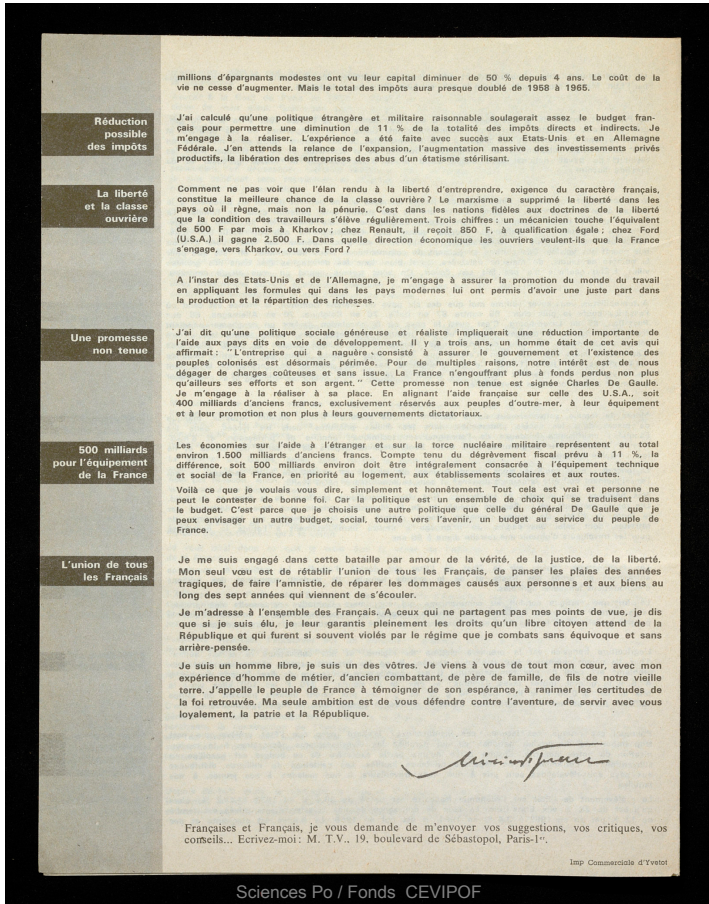 millions d'épargnants modestes ont vu leur capital diminuer de 50 % depuis 4 ans. Le coût de la
vie ne cesse d'augmenter. Mais le total des impôts aura presque doublé de 1958 à 1965.
Réduction
possible
des impôts
J'ai calculé qu'une politique étrangère et militaire raisonnable soulagerait assez le budget fran-
çais pour permettre une diminution de 11 % de la totalité des impôts directs et indirects. Je
m'engage à la réaliser. L'expérience a été faite avec succès aux Etats-Unis et en Allemagne
Fédérale. J'en attends la relance de l'expansion, l'augmentation massive des investissements privés
productifs, la libération des entreprises des abus d'un étatisme stérilisant.
La liberté
et la classe
ouvrière
Comment ne pas voir que l'élan rendu à la liberté d'entreprendre, exigence du caractère français,
constitue la meilleure chance de la classe ouvrière ? Le marxisme a supprimé la liberté dans les
pays où il règne, mais non la pénurie. C'est dans les nations fidèles aux doctrines de la liberté
que la condition des travailleurs s'élève régulièrement. Trois chiffres : un mécanicien touche l'équivalent
de 500 F par mois à Kharkov ; chez Renault, il reçoit 850 F, à qualification égale ; chez Ford
(U.S.A.) il gagne 2.500 F. Dans quelle direction économique les ouvriers veulent-ils que la France
s'engage, vers Kharkov, ou vers Ford ?
A l'instar des Etats-Unis et de l'Allemagne, je m'engage à assurer la promotion du monde du travail
en appliquant les formules qui dans les pays modernes lui ont permis d'avoir une juste part dans
la production et la répartition des richesses.
Une promesse
non tenue
J'ai dit qu'une politique sociale généreuse et réaliste impliquerait une réduction importante de
l'aide aux pays dits en voie de développement. Il y a trois ans, un homme était de cet avis qui
affirmait : "L'entreprise qui a naguère consisté à assurer le gouvernement et l'existence des
peuples colonisés est désormais périmée. Pour de multiples raisons, notre intérêt est de nous
dégager de charges coûteuses et sans issue. La France n'engouffrant plus à fonds perdus non plus
qu'ailleurs ses efforts et son argent." Cette promesse non tenue est signée Charles De Gaulle.
Je m'engage à la réaliser à sa place. En alignant l'aide française sur celle des U.S.A., soit
400 milliards d'anciens francs, exclusivement réservés aux peuples d'outre-mer, à leur équipement
et à leur promotion et non plus à leurs gouvernements dictatoriaux.
500 milliards
pour l'équipement
de la France
Les économies sur l'aide à l'étranger et sur la force nucléaire militaire représentent au total
environ 1.500 milliards d'anciens francs. Compte tenu du dégrèvement fiscal prévu à 11 %, la
différence, soit 500 milliards environ doit être intégralement consacrée à l'équipement technique
et social de la France, en priorité au logement, aux établissements scolaires et aux routes.
Voilà ce que je voulais vous dire, simplement et honnêtement. Tout cela est vrai et personne ne
peut le contester de bonne foi. Car la politique est un ensemble de choix qui se traduisent dans
le budget. C'est parce que je choisis une autre politique que celle du général De Gaulle que je
peux envisager un autre budget, social, tourné vers l'avenir, un budget au service du peuple de
France.
L'union de tous
les Français
Je me suis engagé dans cette bataille par amour de la vérité, de la justice, de la liberté.
Mon seul vœu est de rétablir l'union de tous les Français, de panser les plaies des années
tragiques, de faire l'amnistie, de réparer les dommages causés aux personnes et aux biens au
long des sept années qui viennent de s'écouler.
Je m'adresse à l'ensemble des Français. A ceux qui ne partagent pas mes points de vue, je dis
que si je suis élu, je leur garantis pleinement les droits qu'un libre citoyen attend de la
République et qui furent si souvent violés par le régime que je combats sans équivoque et sans
arrière-pensée.
Je suis un homme libre, je suis un des vôtres. Je viens à vous de tout mon cœur, avec mon
expérience d'homme de métier, d'ancien combattant, de père de famille, de fils de notre vieille
terre. J'appelle le peuple de France à témoigner de son espérance, à ranimer les certitudes de
la foi retrouvée. Ma seule ambition est de vous défendre contre l'aventure, de servir avec vous
loyalement, la patrie et la République.
Françaises et Français, je vous demande de m'envoyer vos suggestions, vos critiques, vos
conseils... Ecrivez-moi : M. T.V., 19, boulevard de Sébastopol, Paris-1er.
Imp Commerciale d'Yvetot
Sciences Po / Fonds CEVIPOF